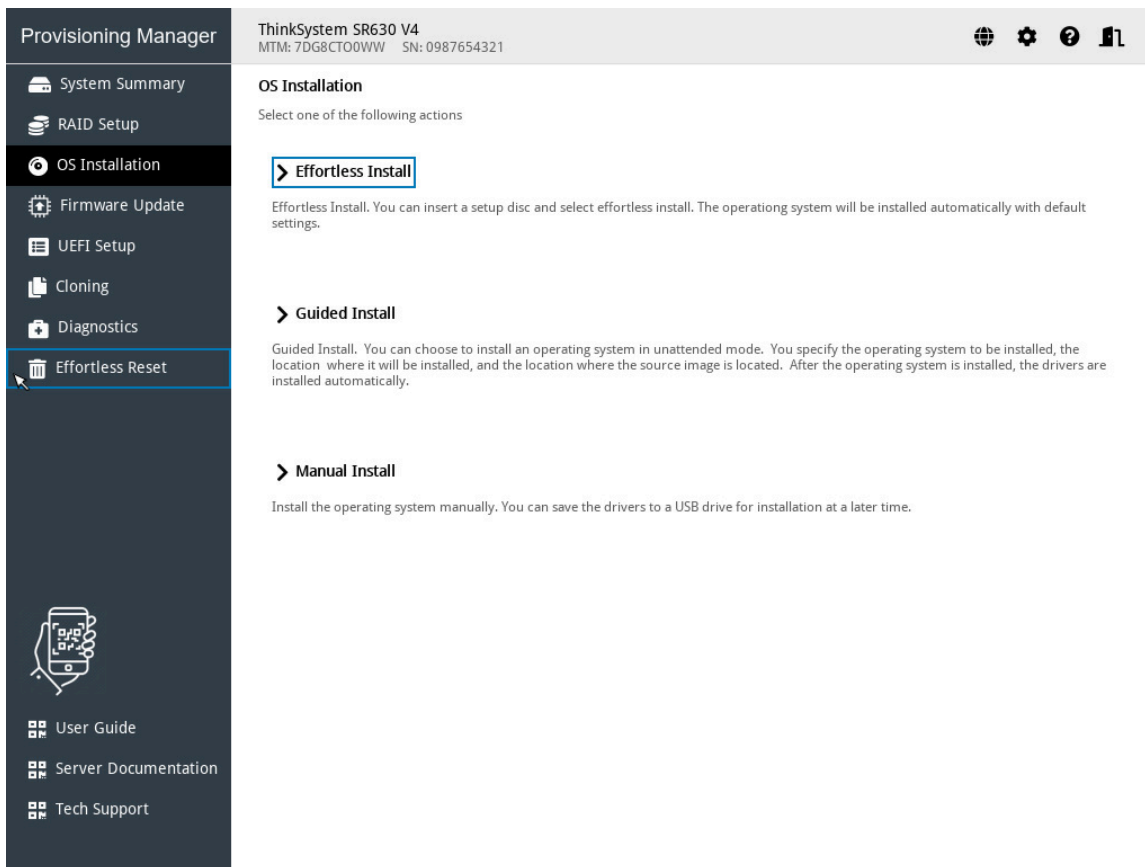 Provisioning Manager
ThinkSystem SR630 V4
MTM: 7DG8CTO0WW SN: 0987654321
System Summary
RAID Setup
OS Installation
Firmware Update
UEFI Setup
Cloning
Diagnostics
Effortless Reset
User Guide
Server Documentation
Tech Support
OS Installation
Select one of the following actions
Effortless Install
Effortless Install. You can insert a setup disc and select effortless install. The operationg system will be installed automatically with default
settings.
Guided Install
Guided Install. You can choose to install an operating system in unattended mode. You specify the operating system to be installed, the
location where it will be installed, and the location where the source image is located. After the operating system is installed, the drivers are
installed automatically.
Manual Install
Install the operating system manually. You can save the drivers to a USB drive for installation at a later time.